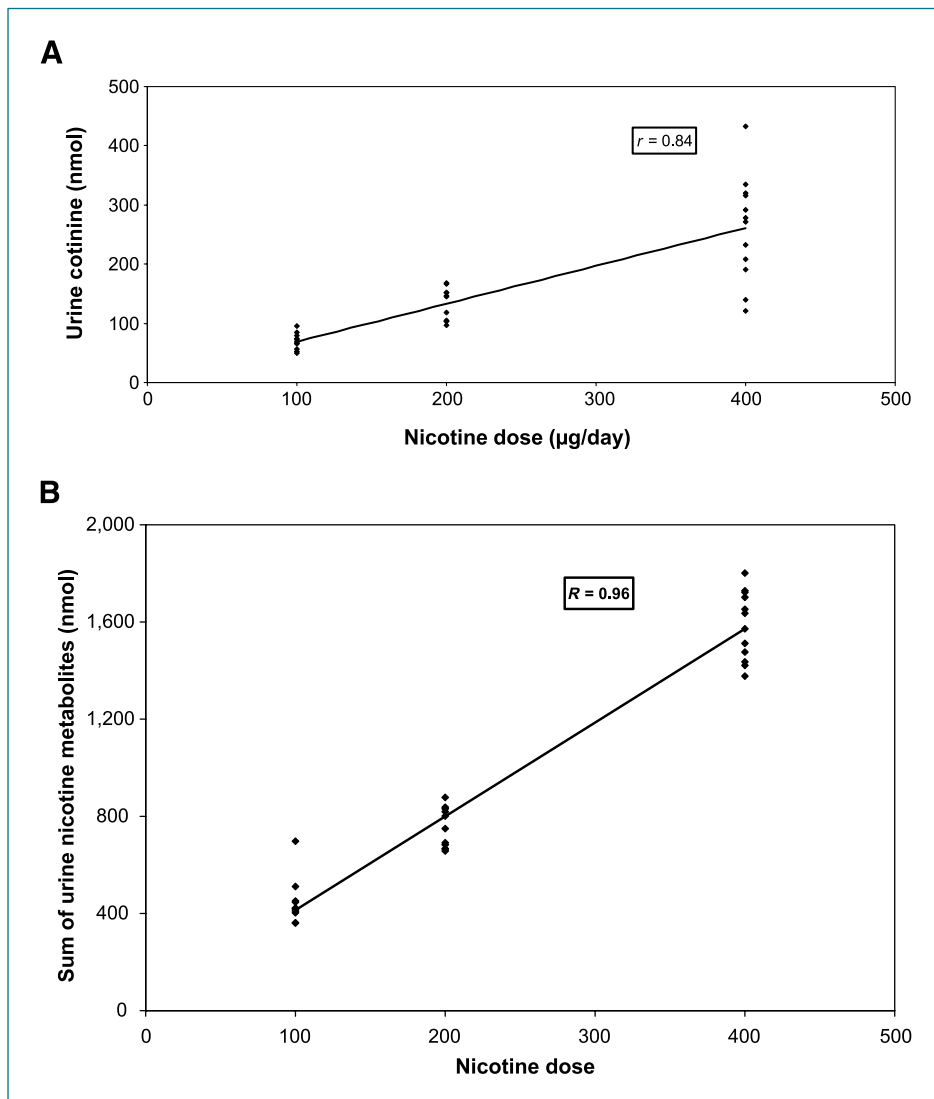 A
500
400
300
200
100
0
Urine cotinine (nmol)
r = 0.84
0 100 200 300 400 500
Nicotine dose (µg/day)
B
2,000
1,600
1,200
800
400
0
Sum of urine nicotine metabolites (nmol)
R = 0.96
0 100 200 300 400 500
Nicotine dose